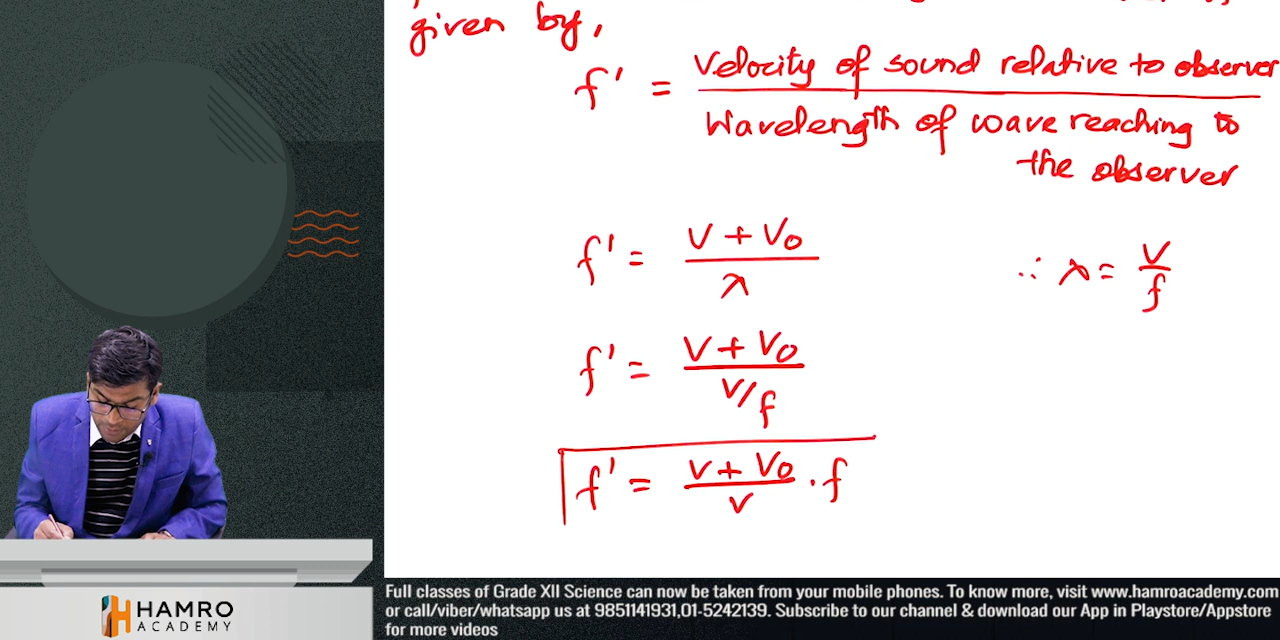 given by,
f' = Velocity of sound relative to observer
Wavelength of wave reaching to
the observer
f' = V + Vo / λ ∴ λ = V / f
f' = V + Vo / V/f
f' = V + Vo / V . f
HAMRO
ACADEMY
Full classes of Grade XII Science can now be taken from your mobile phones. To know more, visit www.hamroacademy.com
or call/viber/whatsapp us at 9851141931,01-5242139. Subscribe to our channel & download our App in Playstore/Appstore
for more videos